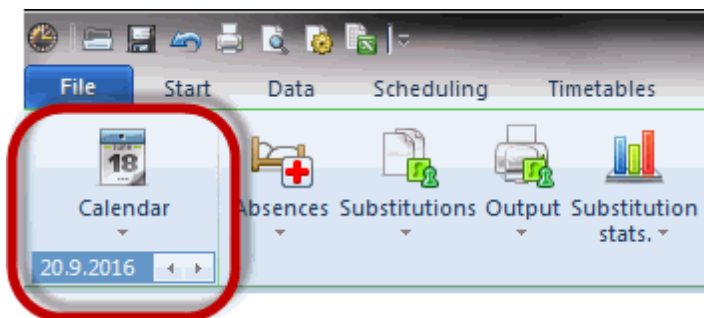 File Start Data Scheduling Timetables
18
Calendar Absences Substitutions Output Substitution
stats.
20.9.2016